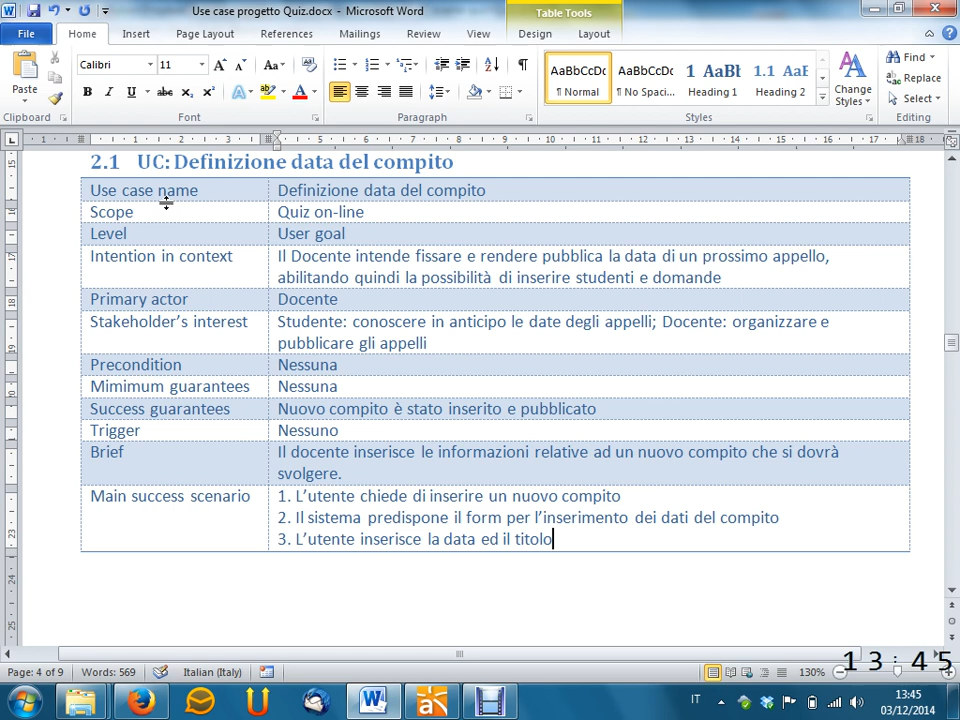 Use case progetto Quiz.docx - Microsoft Word
Table Tools
File Home Insert Page Layout References Mailings Review View Design Layout
Paste
Clipboard
Calibri 11
Font
Paragraph
AaBbCcDc AaBbCcDc AaBb AaB
¶ Normal ¶ No Spaci... Heading 1 Heading 2
Change Styles
Styles
Find
Replace
Select
Editing
2.1 UC: Definizione data del compito
Use case name Definizione data del compito
Scope Quiz on-line
Level User goal
Intention in context Il Docente intende fissare e rendere pubblica la data di un prossimo appello,
abilitando quindi la possibilità di inserire studenti e domande
Primary actor Docente
Stakeholder’s interest Studente: conoscere in anticipo le date degli appelli; Docente: organizzare e
pubblicare gli appelli
Precondition Nessuna
Mimimum guarantees Nessuna
Success guarantees Nuovo compito è stato inserito e pubblicato
Trigger Nessuno
Brief Il docente inserisce le informazioni relative ad un nuovo compito che si dovrà
svolgere.
Main success scenario 1. L’utente chiede di inserire un nuovo compito
2. Il sistema predispone il form per l’inserimento dei dati del compito
3. L’utente inserisce la data ed il titolo
Page: 4 of 9 Words: 569 Italian (Italy) 130%
13:45
IT
13:45
03/12/2014